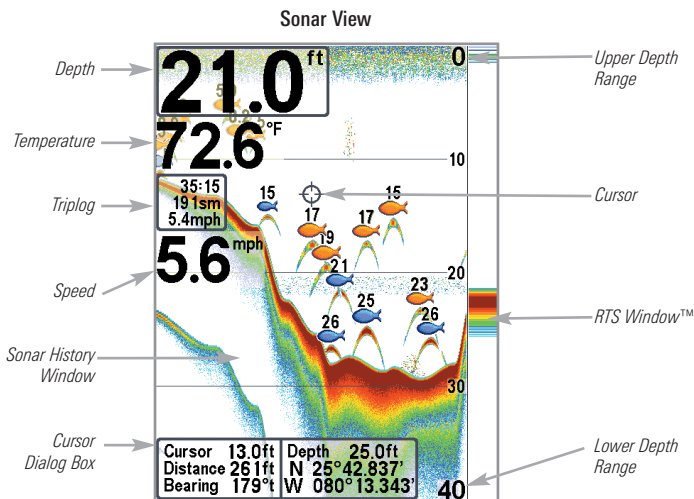 Sonar View
Depth
21.0 ft
0
Upper Depth
Range
Temperature
72.6 °F
10
Triplog
35:15
191sm
5.4mph
Cursor
15
15
17
17
19
Speed
5.6 mph
20
21
23
25
26
26
RTS Window™
Sonar History
Window
30
Cursor
Dialog Box
Cursor 13.0ft
Distance 261ft
Bearing 179°t
Depth 25.0ft
N 25°42.837'
W 080°13.343'
40
Lower Depth
Range